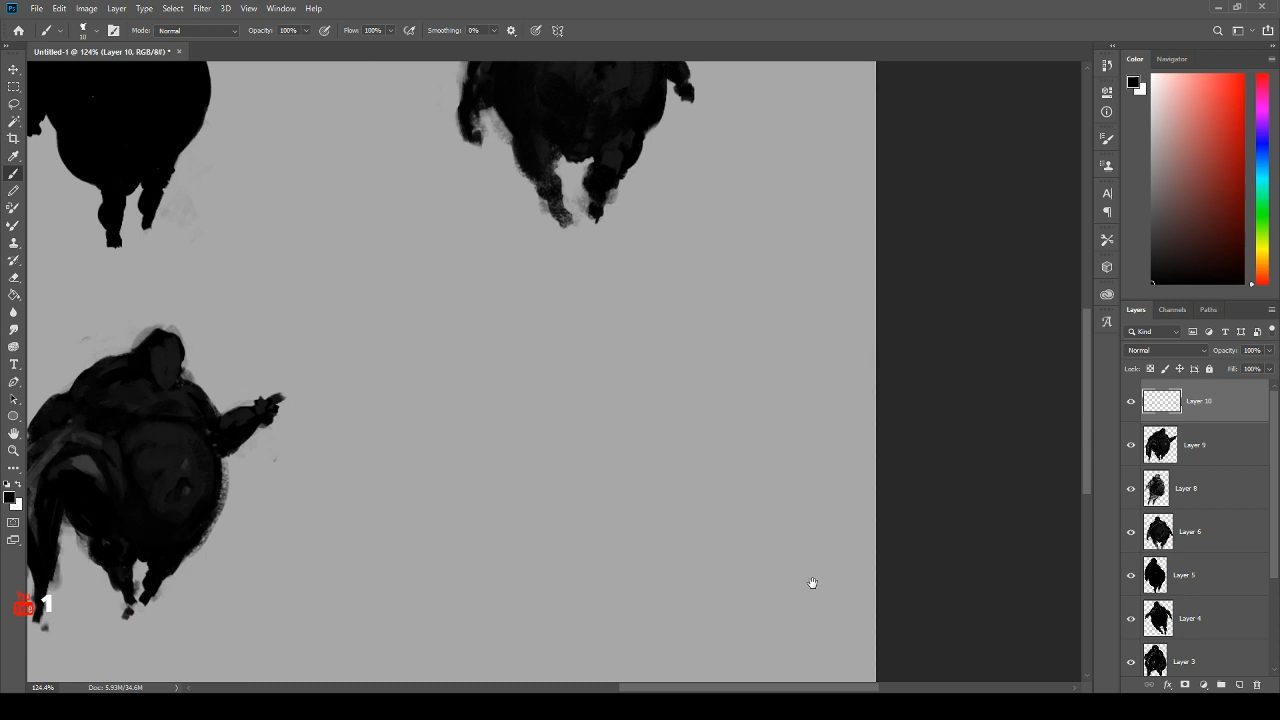 Ps File Edit Image Layer Type Select Filter 3D View Window Help
10 Mode: Normal Opacity: 100% Flow: 100% Smoothing: 0%
Untitled-1 @ 124% (Layer 10, RGB/8#) * ×
Color Navigator
Layers Channels Paths
Kind
Normal Opacity: 100%
Lock: Fill: 100%
Layer 10
Layer 9
Layer 8
Layer 6
Layer 5
Layer 4
Layer 3
1
124.4% Doc: 5.93M/34.6M